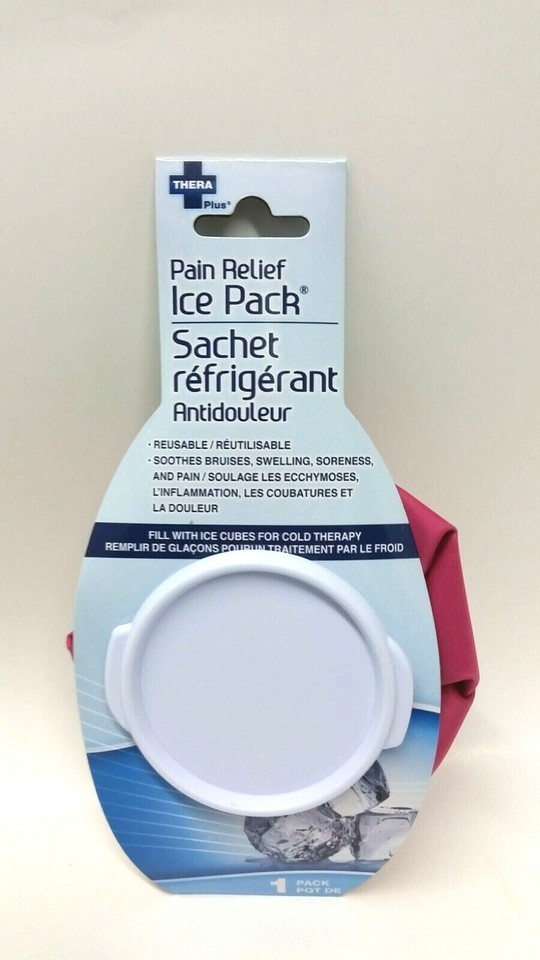 THERA
Plus®
Pain Relief
Ice Pack®
Sachet
réfrigérant
Antidouleur
· REUSABLE / RÉUTILISABLE
· SOOTHES BRUISES, SWELLING, SORENESS,
AND PAIN / SOULAGE LES ECCHYMOSES,
L'INFLAMMATION, LES COUBATURES ET
LA DOULEUR
FILL WITH ICE CUBES FOR COLD THERAPY
REMPLIR DE GLAÇONS POURUN TRAITEMENT PAR LE FROID
1 PACK
PQT DE